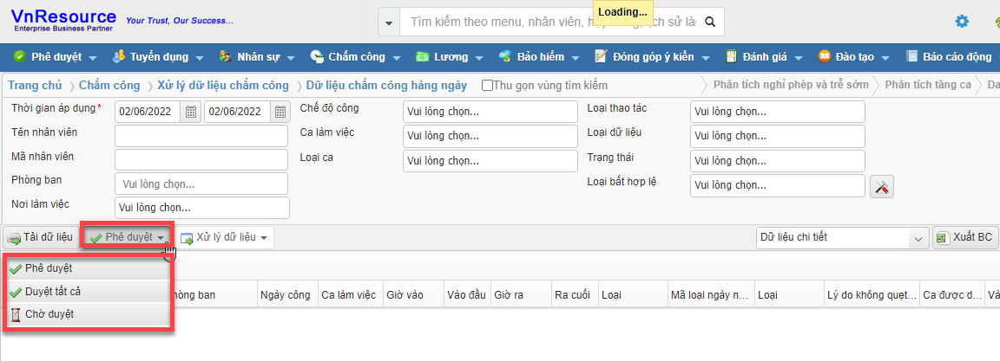 VnResource
Enterprise Business Partner
Your Trust, Our Success...
Loading...
Tìm kiếm theo menu, nhân viên,
Phê duyệt Tuyển dụng Nhân sự Chấm công Lương Bảo hiểm Đóng góp ý kiến Đánh giá Đào tạo Báo cáo động
Trang chủ Chấm công Xử lý dữ liệu chấm công Dữ liệu chấm công hàng ngày Thu gọn vùng tìm kiếm Phân tích nghỉ phép và trễ sớm Phân tích tăng ca Da
Thời gian áp dụng* 02/06/2022 02/06/2022 Chế độ công Vui lòng chọn... Loại thao tác Vui lòng chọn...
Tên nhân viên Ca làm việc Vui lòng chọn... Loại dữ liệu Vui lòng chọn...
Mã nhân viên Loại ca Vui lòng chọn... Trạng thái Vui lòng chọn...
Phòng ban Vui lòng chọn... Loại bất hợp lệ Vui lòng chọn...
Nơi làm việc Vui lòng chọn...
Tải dữ liệu Phê duyệt Xử lý dữ liệu Dữ liệu chi tiết Xuất BC
Phê duyệt
Duyệt tất cả
Chờ duyệt
hòng ban Ngày công Ca làm việc Giờ vào Vào đầu Giờ ra Ra cuối Loại Mã loại ngày n... Loại Lý do không quẹt... Ca được d... Và